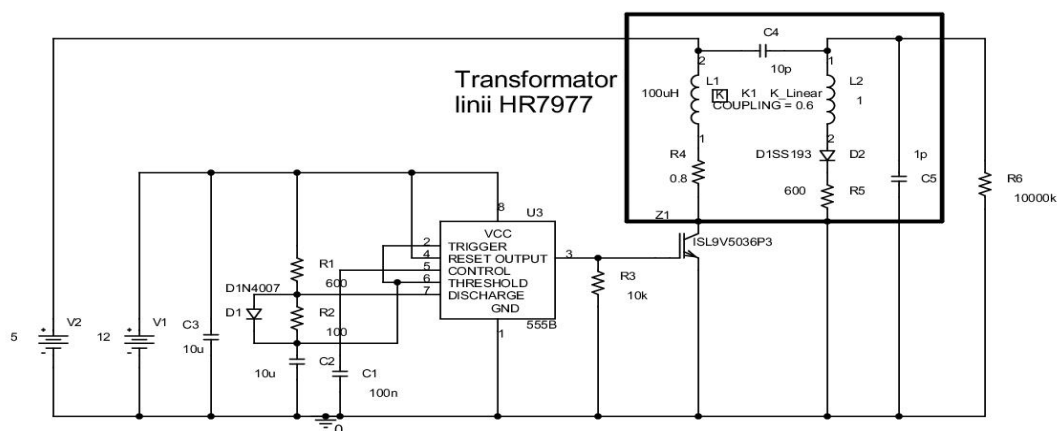 C4
10p
Transformator
linii HR7977
2
L1
100uH
K K1 K_Linear
COUPLING = 0.6
1
L2
1
1
2
R4
0.8
D1SS193
D2
600
R5
1p
C5
R6
10000k
Z1
ISL9V5036P3
8
U3
VCC
2 TRIGGER
4 RESET OUTPUT 3
5 CONTROL
6 THRESHOLD
7 DISCHARGE
GND
1
555B
R3
10k
R1
600
D1N4007
D1
R2
100
C3
10u
C2
10u
C1
100n
V2
5
V1
12
0